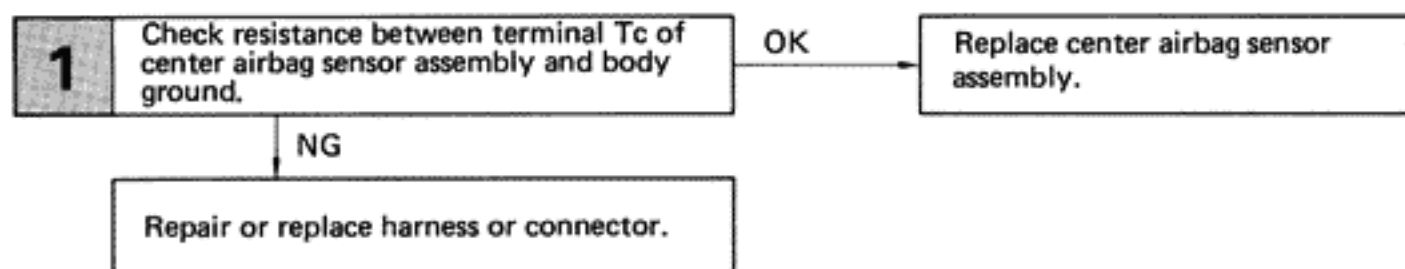 1
Check resistance between terminal Tc of
center airbag sensor assembly and body
ground.
OK
Replace center airbag sensor
assembly.
NG
Repair or replace harness or connector.